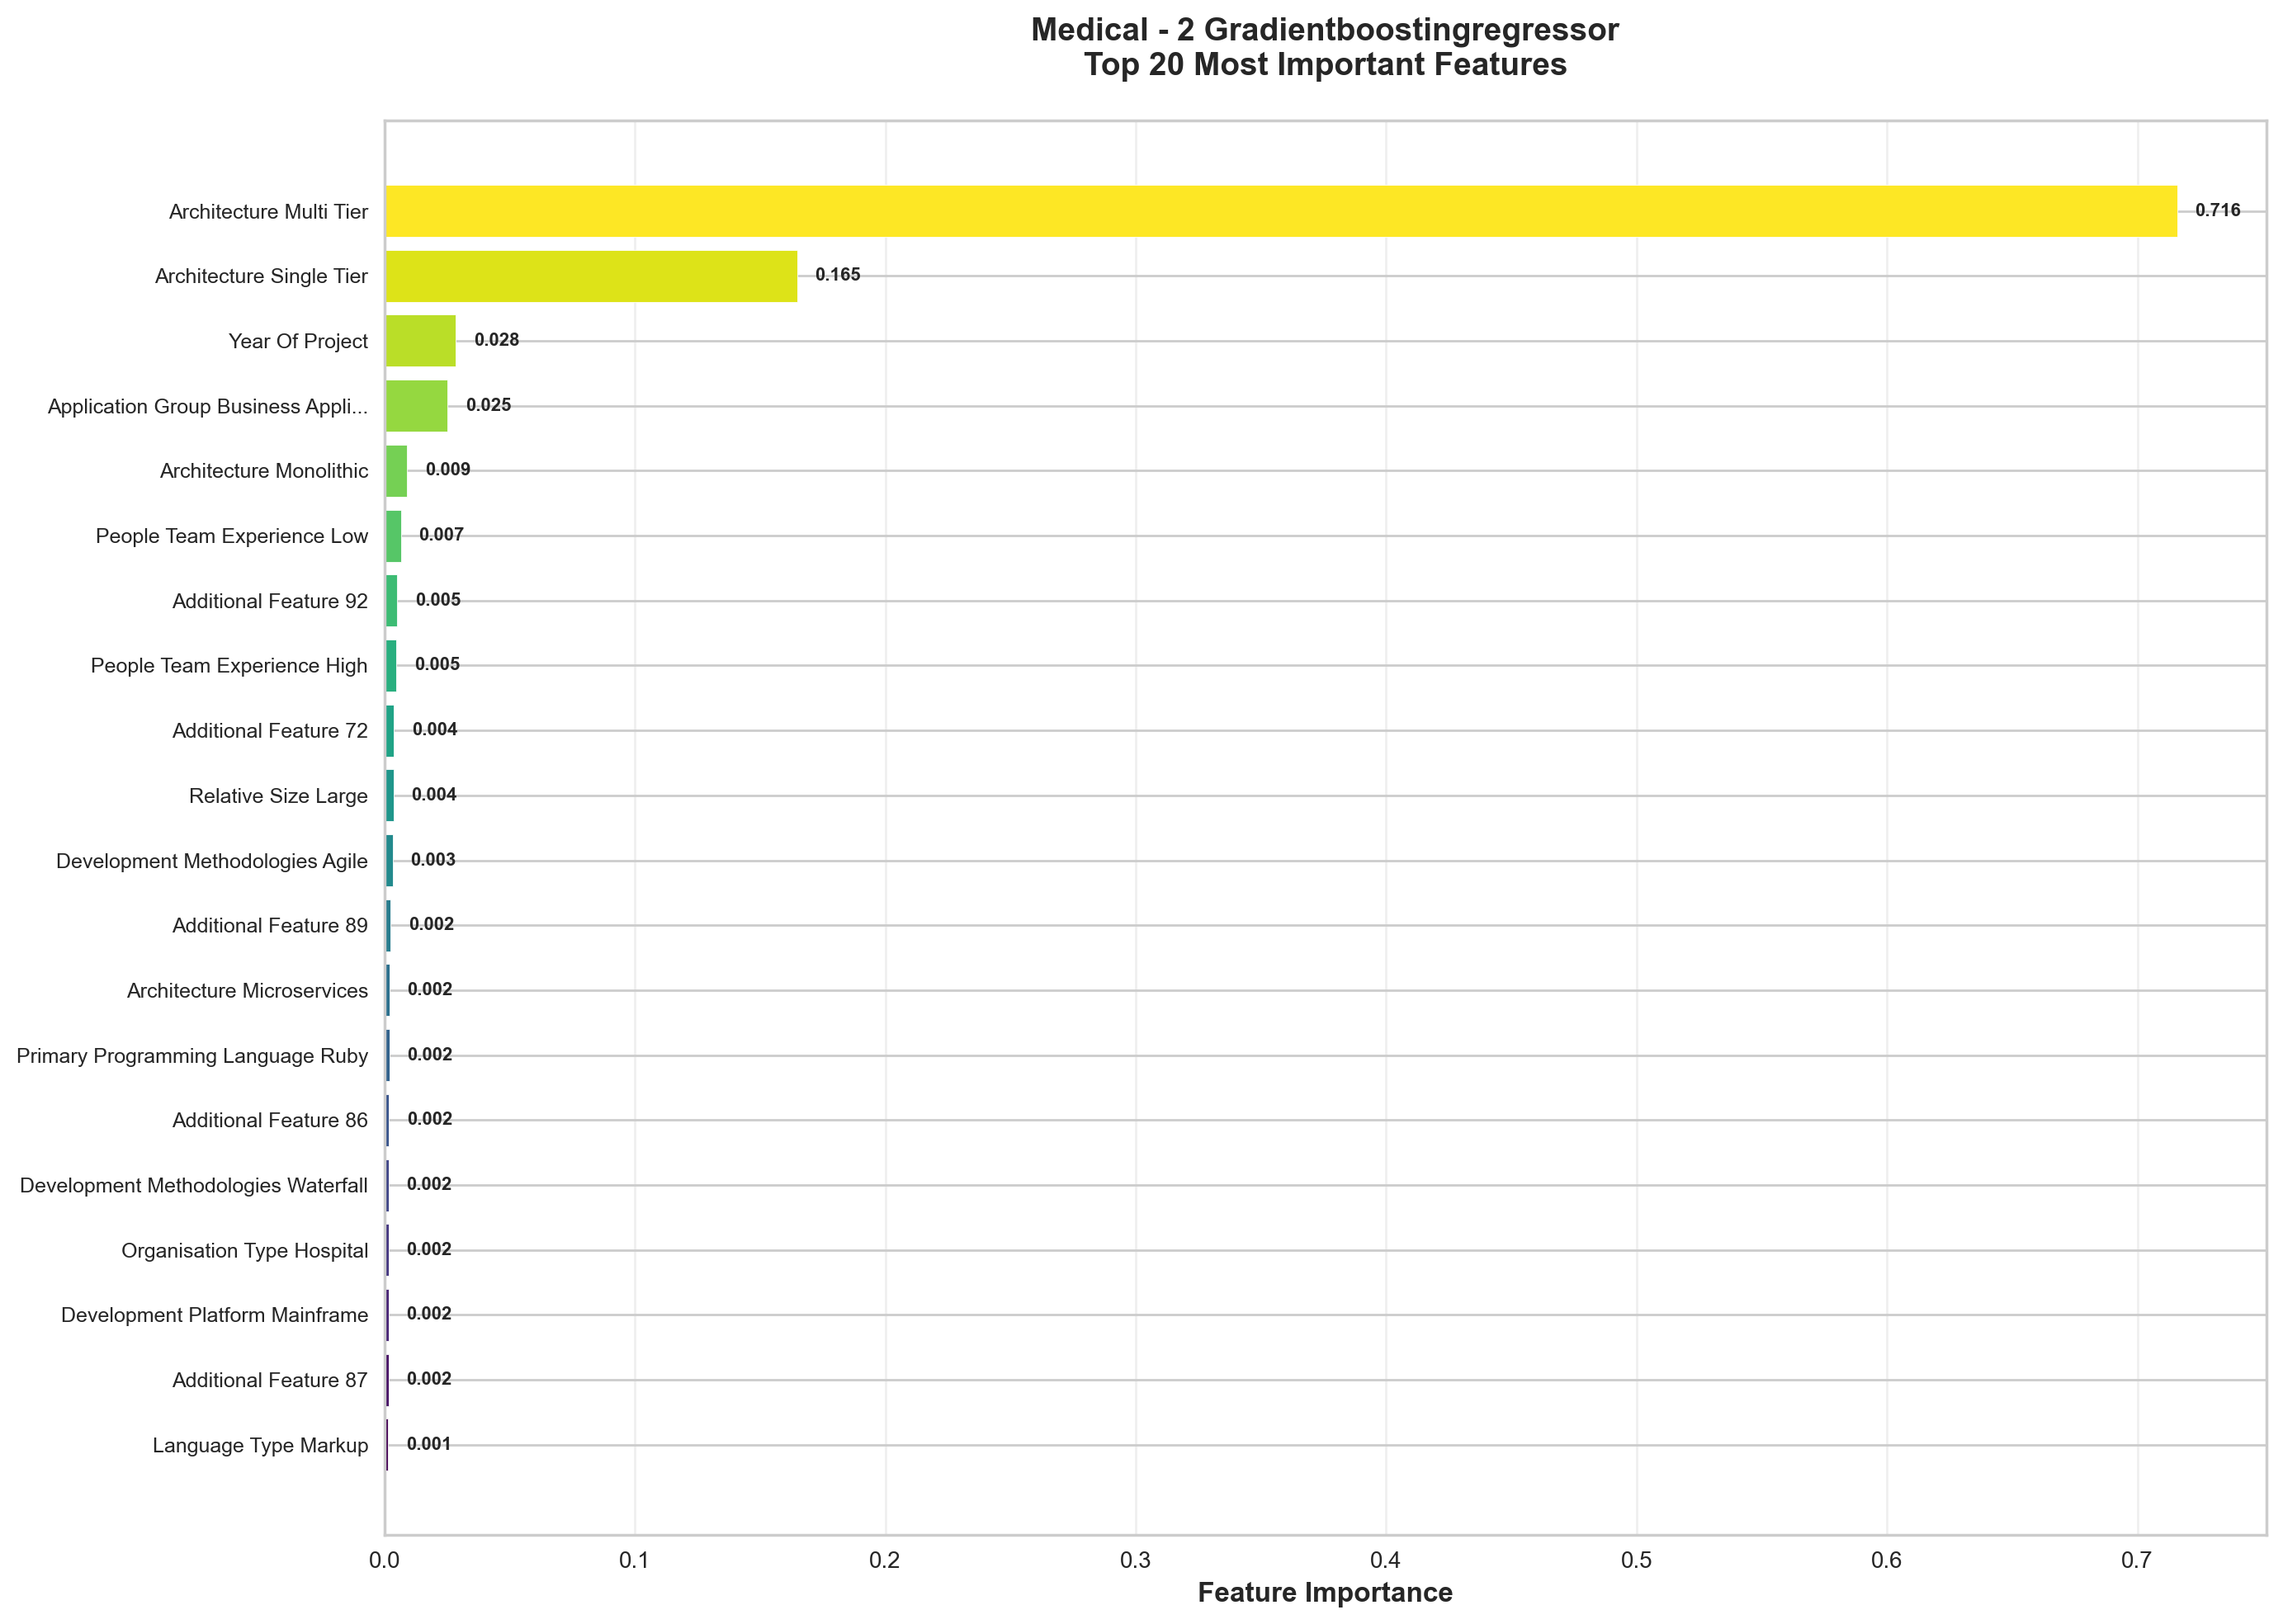 Medical - 2 Gradientboostingregressor
Top 20 Most Important Features
Architecture Multi Tier 0.716
Architecture Single Tier 0.165
Year Of Project 0.028
Application Group Business Appli... 0.025
Architecture Monolithic 0.009
People Team Experience Low 0.007
Additional Feature 92 0.005
People Team Experience High 0.005
Additional Feature 72 0.004
Relative Size Large 0.004
Development Methodologies Agile 0.003
Additional Feature 89 0.002
Architecture Microservices 0.002
Primary Programming Language Ruby 0.002
Additional Feature 86 0.002
Development Methodologies Waterfall 0.002
Organisation Type Hospital 0.002
Development Platform Mainframe 0.002
Additional Feature 87 0.002
Language Type Markup 0.001
0.0 0.1 0.2 0.3 0.4 0.5 0.6 0.7
Feature Importance